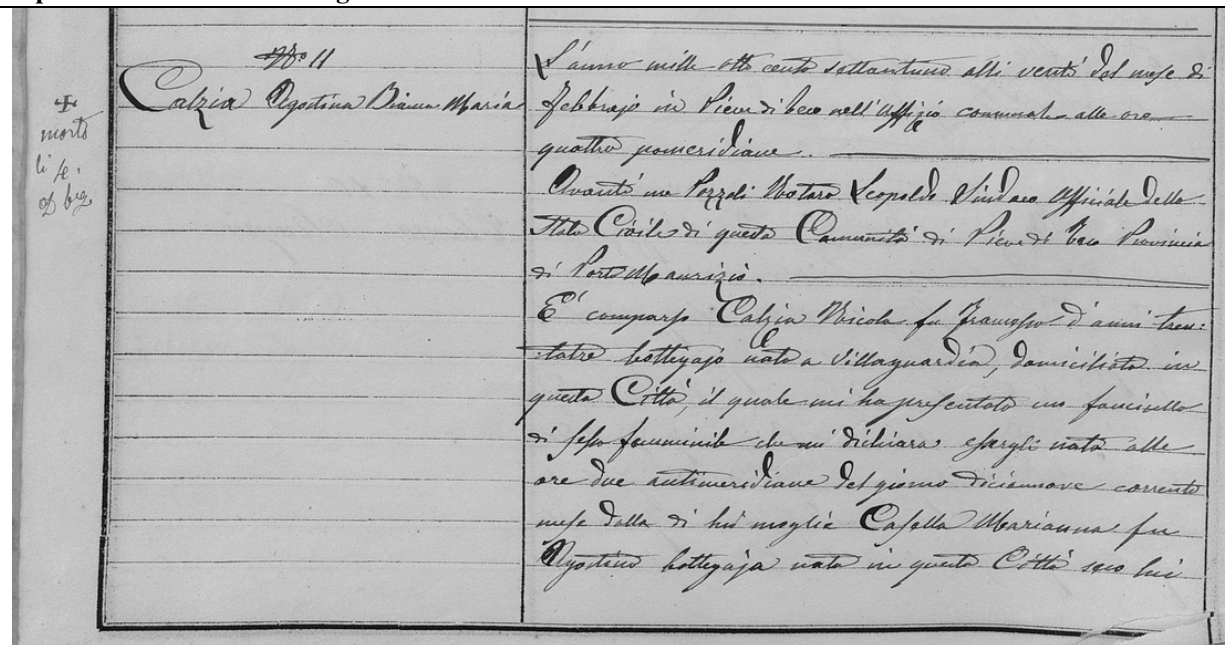 No 11
Calzia Agostina Bianca Maria
morto
li
L'anno mille otto cento settantuno alli venti del mese di
Febbrajo in Pieve di Teco nell'Uffizio comunale alle ore
quattro pomeridiane.
Avanti me Pozzoli Notaro Leopoldo Sindaco Officiale dello
Stato Civile di questa Comunità di Pieve di Teco Provincia
di Porto Maurizio.
E' comparso Calzia Nicola fu Francesco d'anni tren:
:tatre bottegajo nato a Villaguardia, domiciliato in
questa Città, il quale mi ha presentato un fanciullo
di sesso femminile che mi dichiara essergli nato alle
ore due antimeridiane del giorno diciannove corrente
mese dalla di lui moglie Casella Marianna fu
Agostino bottegaja nata in questa Città seco lui